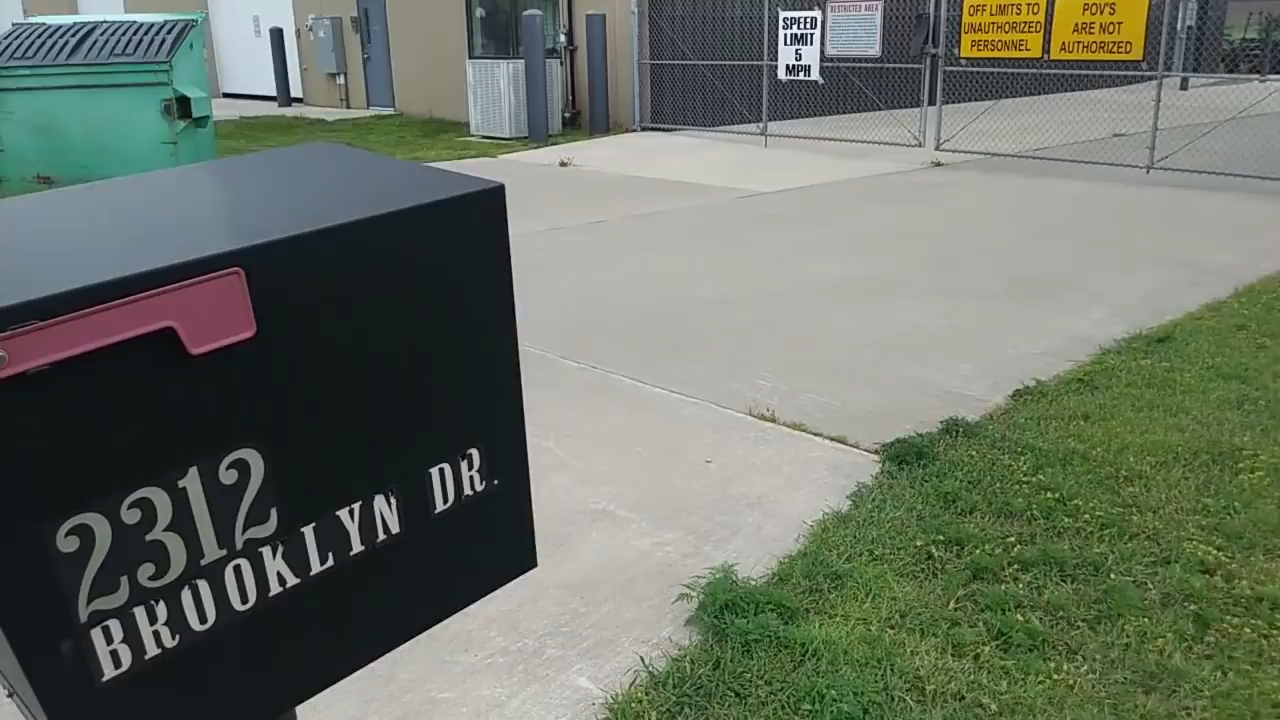 SPEED
LIMIT
5
MPH
RESTRICTED AREA
OFF LIMITS TO
UNAUTHORIZED
PERSONNEL
POV'S
ARE NOT
AUTHORIZED
2312
BROOKLYN DR.